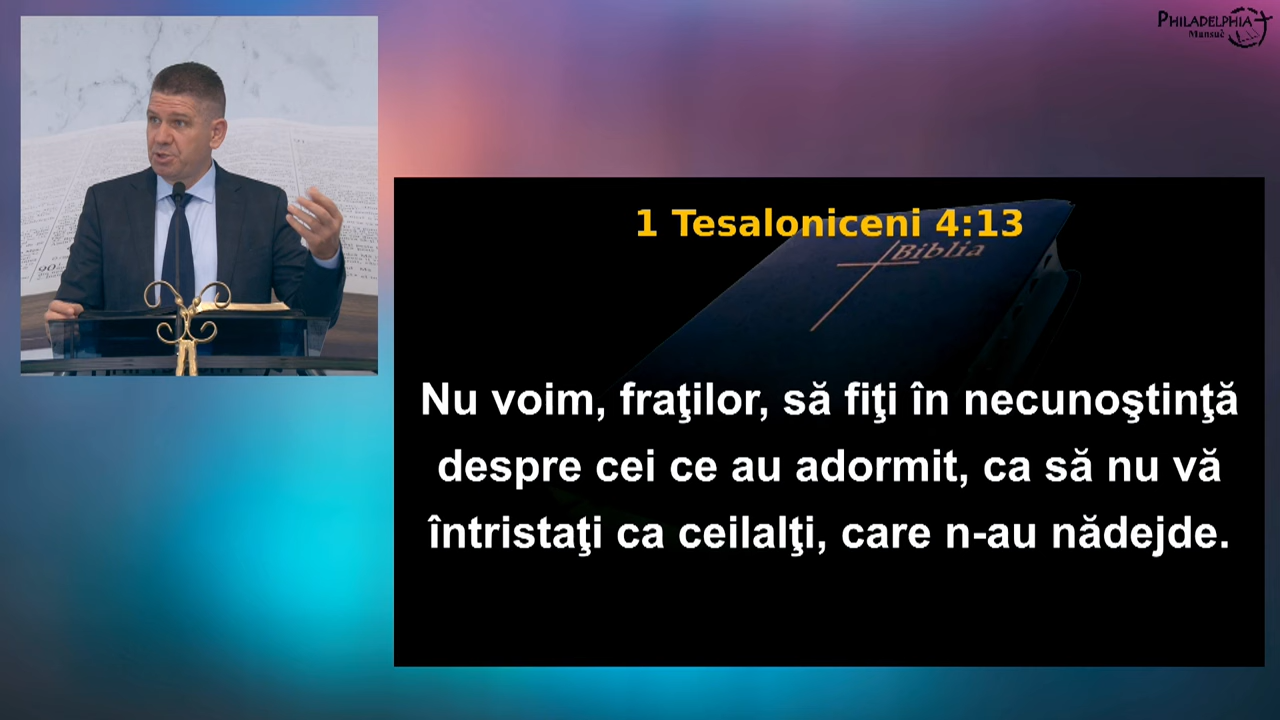 PHILADELPHIA
Mansuè
1 Tesaloniceni 4:13
Biblia
Nu voim, fraţilor, să fiţi în necunoştinţă
despre cei ce au adormit, ca să nu vă
întristaţi ca ceilalţi, care n-au nădejde.